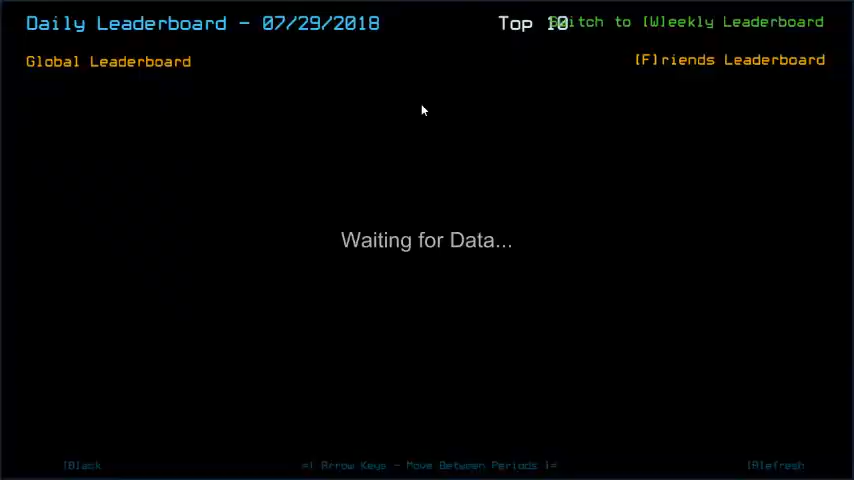 Daily Leaderboard - 07/29/2018
Top 10
Switch to [W]eekly Leaderboard
Global Leaderboard
[F]riends Leaderboard
Waiting for Data...
[B]ack
=[ Arrow Keys - Move Between Periods ]=
[R]efresh